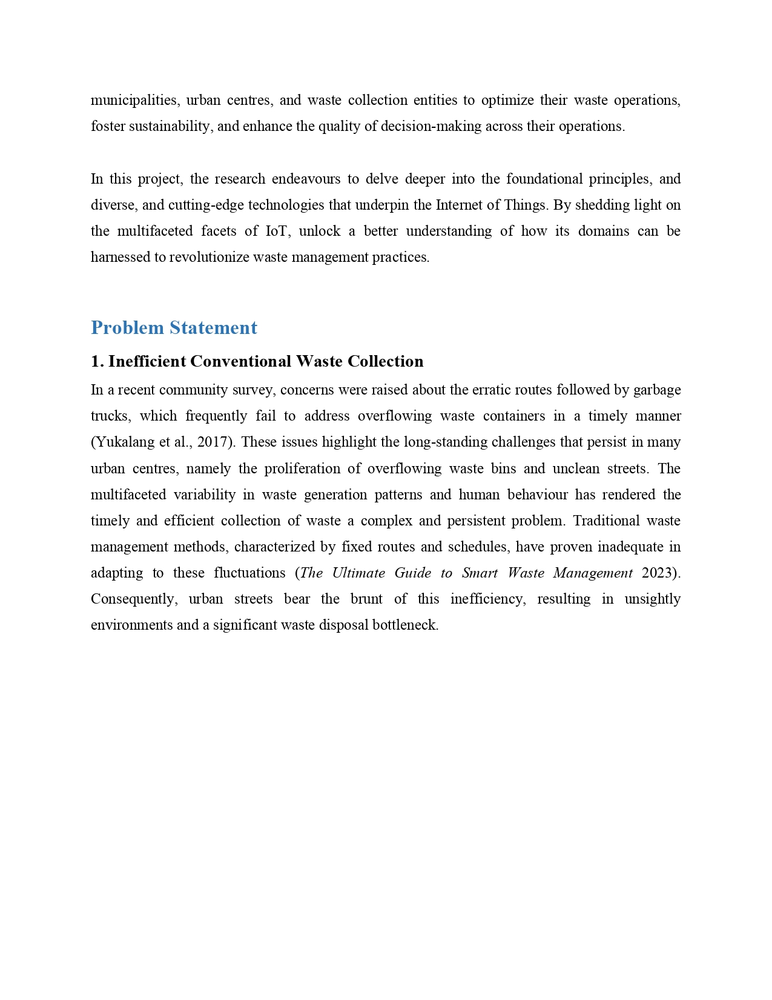 municipalities, urban centres, and waste collection entities to optimize their waste operations,
foster sustainability, and enhance the quality of decision-making across their operations.
In this project, the research endeavours to delve deeper into the foundational principles, and
diverse, and cutting-edge technologies that underpin the Internet of Things. By shedding light on
the multifaceted facets of IoT, unlock a better understanding of how its domains can be
harnessed to revolutionize waste management practices.
Problem Statement
1. Inefficient Conventional Waste Collection
In a recent community survey, concerns were raised about the erratic routes followed by garbage
trucks, which frequently fail to address overflowing waste containers in a timely manner
(Yukalang et al., 2017). These issues highlight the long-standing challenges that persist in many
urban centres, namely the proliferation of overflowing waste bins and unclean streets. The
multifaceted variability in waste generation patterns and human behaviour has rendered the
timely and efficient collection of waste a complex and persistent problem. Traditional waste
management methods, characterized by fixed routes and schedules, have proven inadequate in
adapting to these fluctuations (The Ultimate Guide to Smart Waste Management 2023).
Consequently, urban streets bear the brunt of this inefficiency, resulting in unsightly
environments and a significant waste disposal bottleneck.